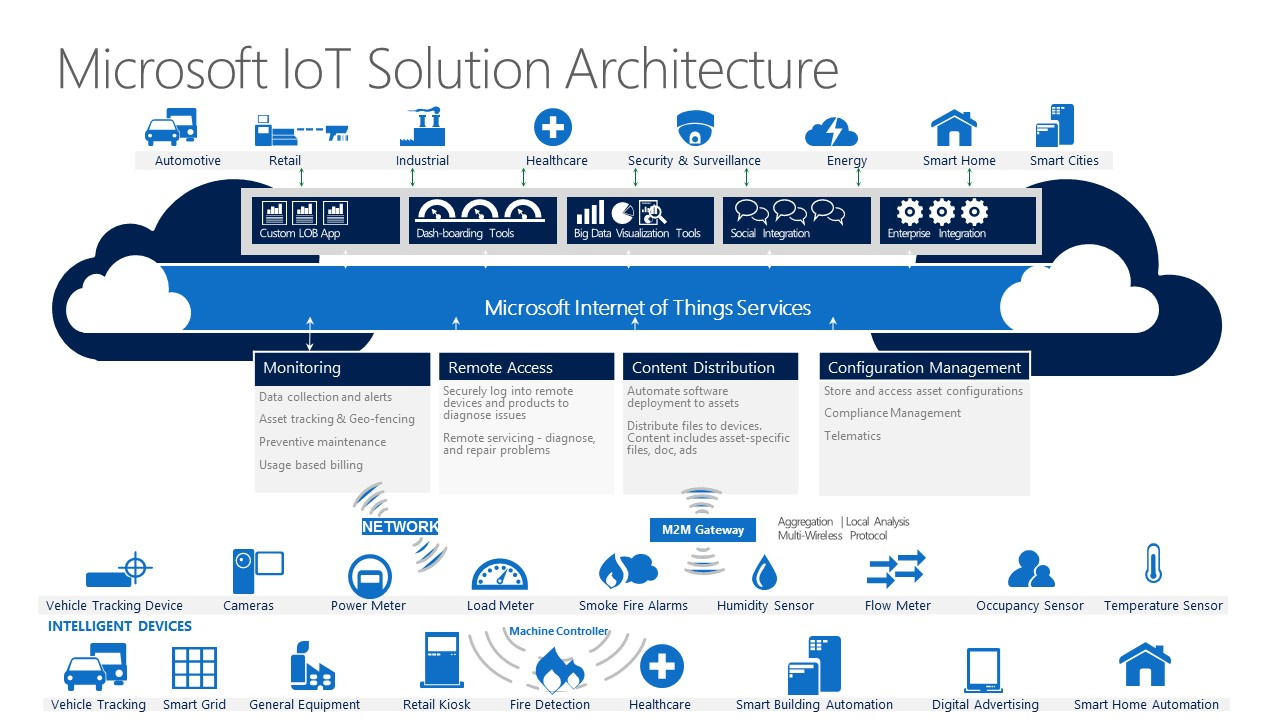 Microsoft IoT Solution Architecture
Automotive
Retail
Industrial
Healthcare
Security & Surveillance
Energy
Smart Home
Smart Cities
Custom LOB App
Dash-boarding Tools
Big Data Visualization Tools
Social Integration
Enterprise Integration
Microsoft Internet of Things Services
Monitoring
Data collection and alerts
Asset tracking & Geo-fencing
Preventive maintenance
Usage based billing
Remote Access
Securely log into remote
devices and products to
diagnose issues
Remote servicing - diagnose,
and repair problems
Content Distribution
Automate software
deployment to assets
Distribute files to devices.
Content includes asset-specific
files, doc, ads
Configuration Management
Store and access asset configurations
Compliance Management
Telematics
NETWORK
M2M Gateway
Aggregation | Local Analysis
Multi-Wireless Protocol
Vehicle Tracking Device
Cameras
Power Meter
Load Meter
Smoke Fire Alarms
Humidity Sensor
Flow Meter
Occupancy Sensor
Temperature Sensor
INTELLIGENT DEVICES
Machine Controller
Vehicle Tracking
Smart Grid
General Equipment
Retail Kiosk
Fire Detection
Healthcare
Smart Building Automation
Digital Advertising
Smart Home Automation